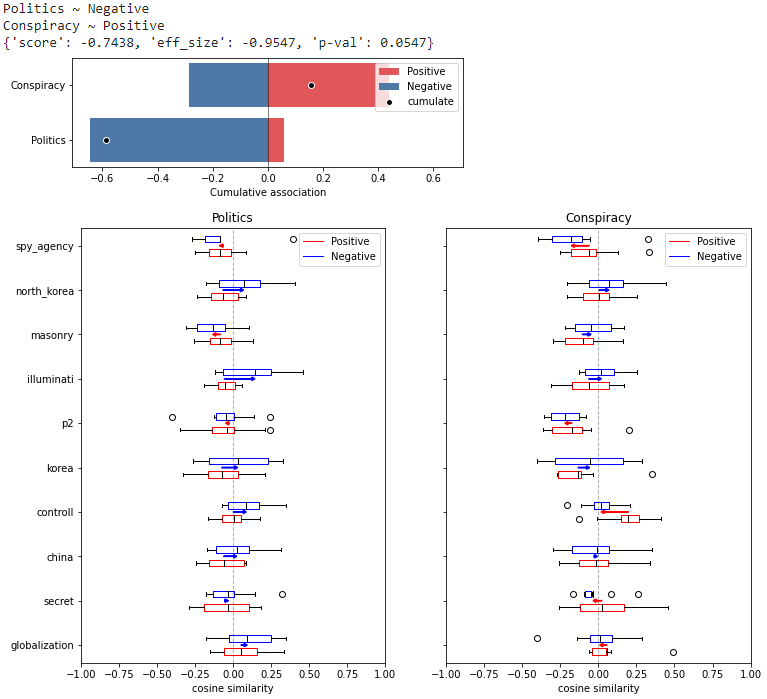 Politics ~ Negative
Conspiracy ~ Positive
{'score': -0.7438, 'eff_size': -0.9547, 'p-val': 0.0547}
Positive
Negative
cumulate
Conspiracy
Politics
−0.6 −0.4 −0.2 0.0 0.2 0.4 0.6
Cumulative association
Politics
Positive
Negative
spy_agency
north_korea
masonry
illuminati
p2
korea
controll
china
secret
globalization
−1.00 −0.75 −0.50 −0.25 0.00 0.25 0.50 0.75 1.00
cosine similarity
Conspiracy
Positive
Negative
−1.00 −0.75 −0.50 −0.25 0.00 0.25 0.50 0.75 1.00
cosine similarity